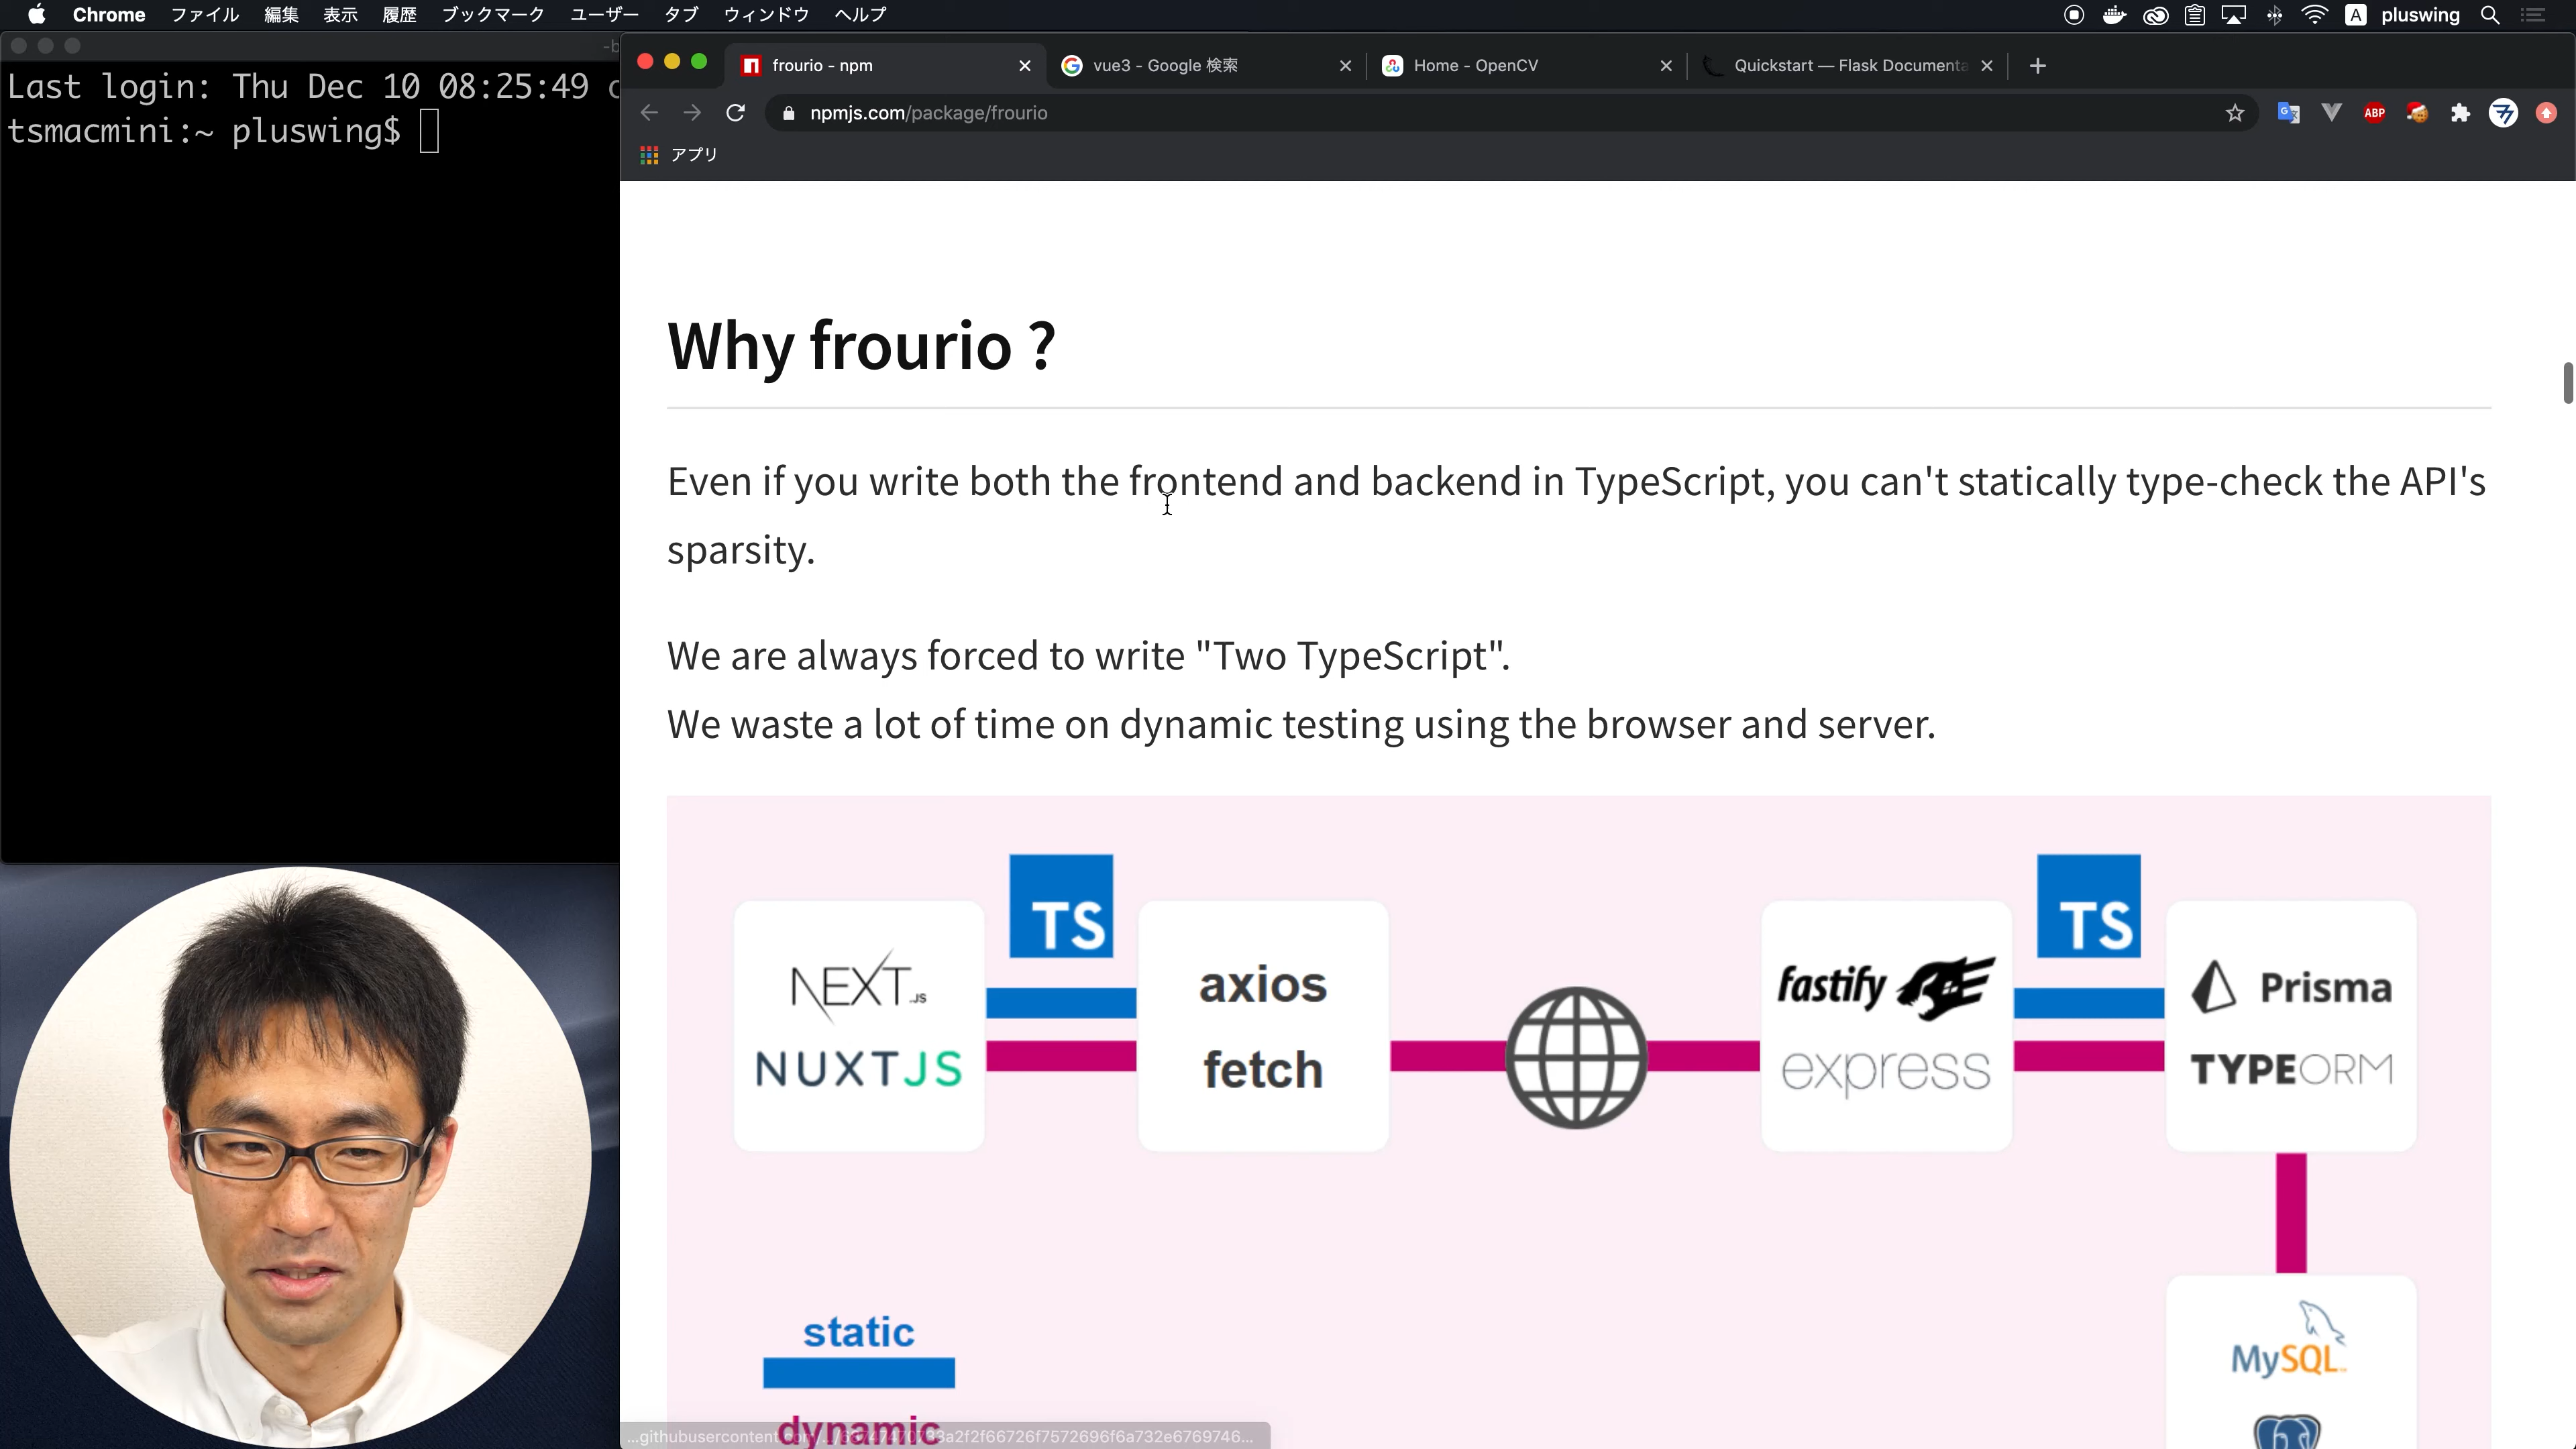 Chrome ファイル 編集 表示 履歴 ブックマーク ユーザー タブ ウィンドウ ヘルプ
A pluswing
Last login: Thu Dec 10 08:25:49
tsmacmini:~ pluswing$
frourio - npm
vue3 - Google 検索
Home - OpenCV
Quickstart — Flask Documenta
npmjs.com/package/frourio
ABP
アプリ
Why frourio ?
Even if you write both the frontend and backend in TypeScript, you can't statically type-check the API's
sparsity.
We are always forced to write "Two TypeScript".
We waste a lot of time on dynamic testing using the browser and server.
TS
TS
NEXT.JS
NUXTJS
axios
fetch
fastify
express
Prisma
TYPEORM
static
MySQL
dynamic